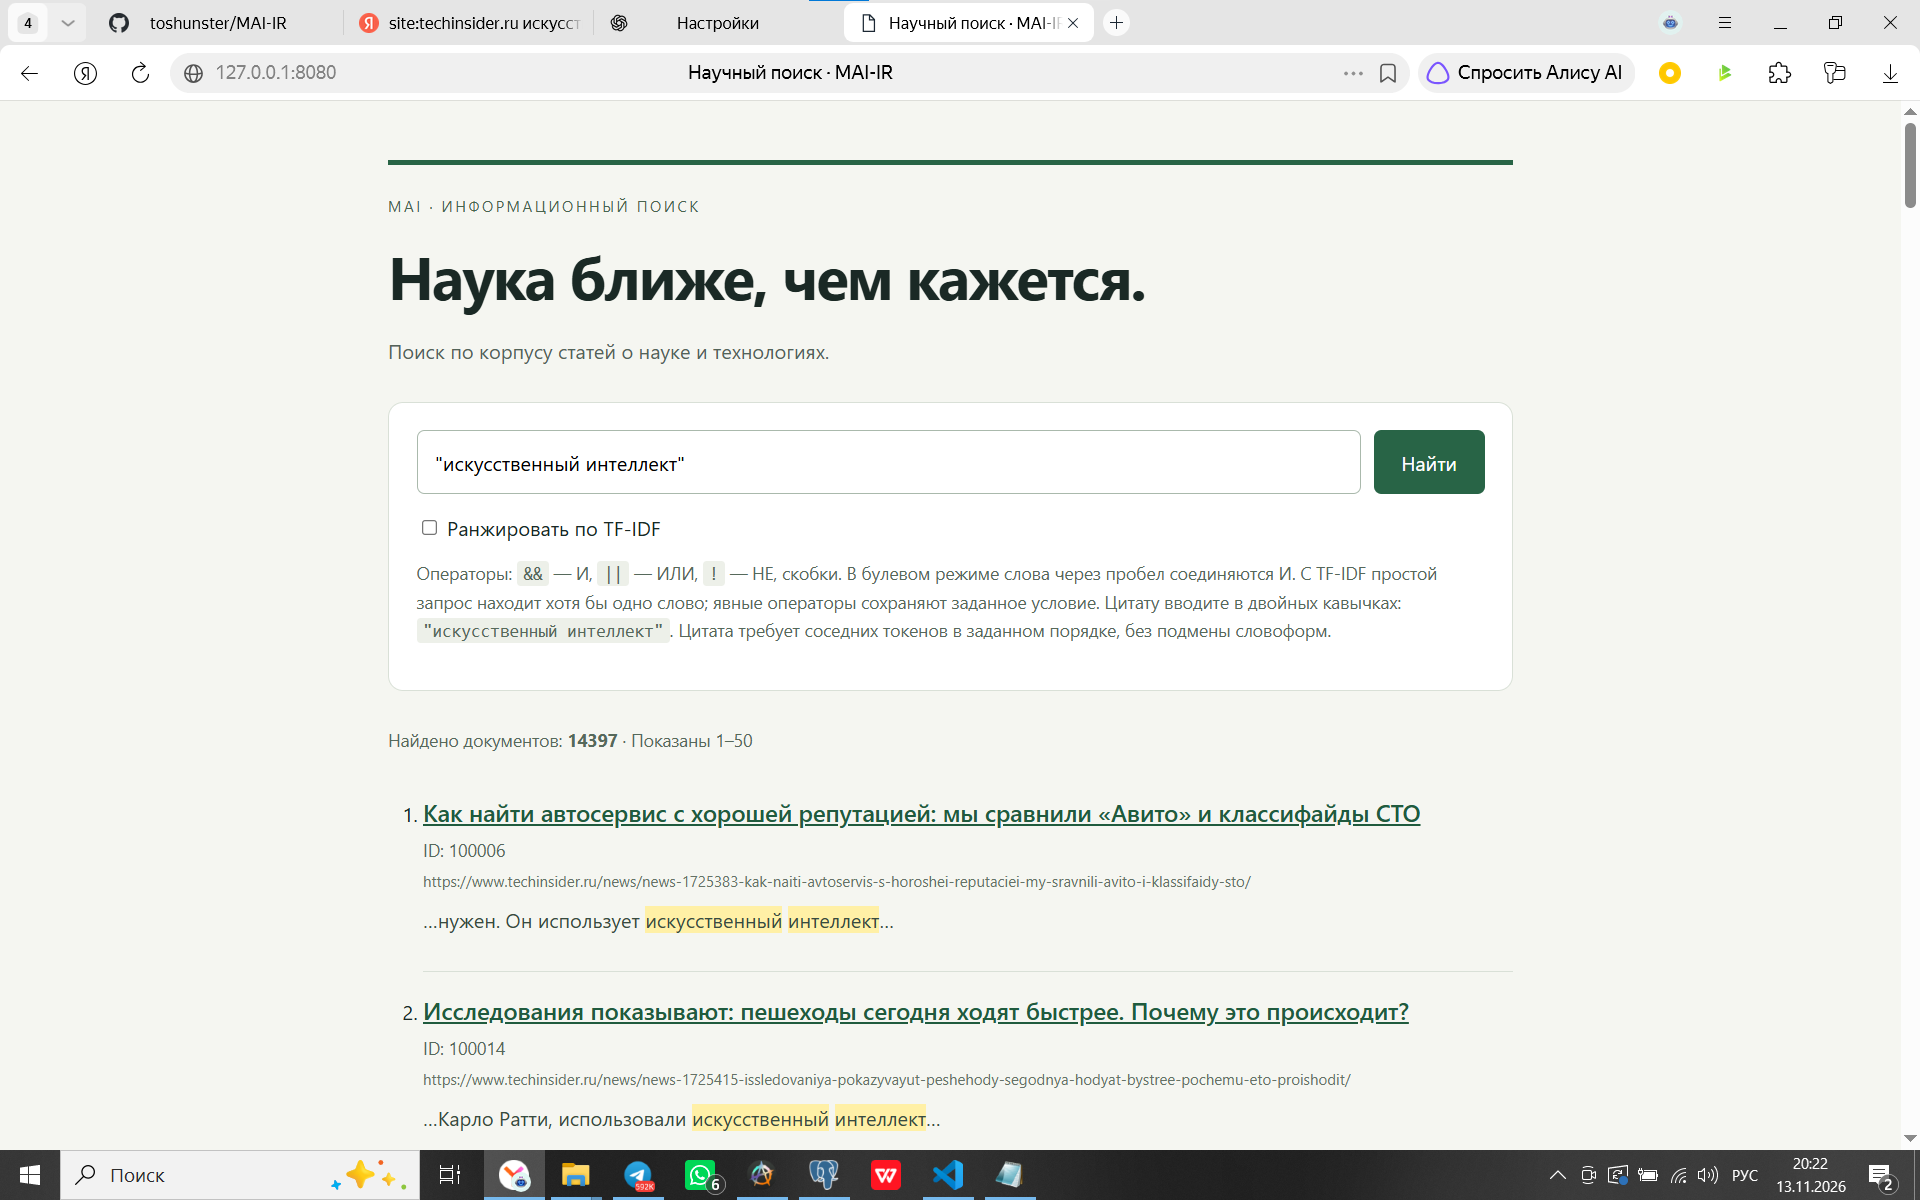 4
toshunster/MAI-IR
site:techinsider.ru искусст
Настройки
Научный поиск · MAI-IF
127.0.0.1:8080
Научный поиск · MAI-IR
Спросить Алису AI
MAI · ИНФОРМАЦИОННЫЙ ПОИСК
Наука ближе, чем кажется.
Поиск по корпусу статей о науке и технологиях.
"искусственный интеллект"
Найти
Ранжировать по TF-IDF
Операторы: && — И, || — ИЛИ, ! — НЕ, скобки. В булевом режиме слова через пробел соединяются И. С TF-IDF простой
запрос находит хотя бы одно слово; явные операторы сохраняют заданное условие. Цитату вводите в двойных кавычках:
"искусственный интеллект". Цитата требует соседних токенов в заданном порядке, без подмены словоформ.
Найдено документов: 14397 · Показаны 1–50
1. Как найти автосервис с хорошей репутацией: мы сравнили «Авито» и классифайды СТО
ID: 100006
https://www.techinsider.ru/news/news-1725383-kak-naiti-avtoservis-s-horoshei-reputaciei-my-sravnili-avito-i-klassifaidy-sto/
...нужен. Он использует искусственный интеллект...
2. Исследования показывают: пешеходы сегодня ходят быстрее. Почему это происходит?
ID: 100014
https://www.techinsider.ru/news/news-1725415-issledovaniya-pokazyvayut-peshehody-segodnya-hodyat-bystree-pochemu-eto-proishodit/
...Карло Ратти, использовали искусственный интеллект...
Поиск
592K
6
W
РУС
20:22
13.11.2026
2